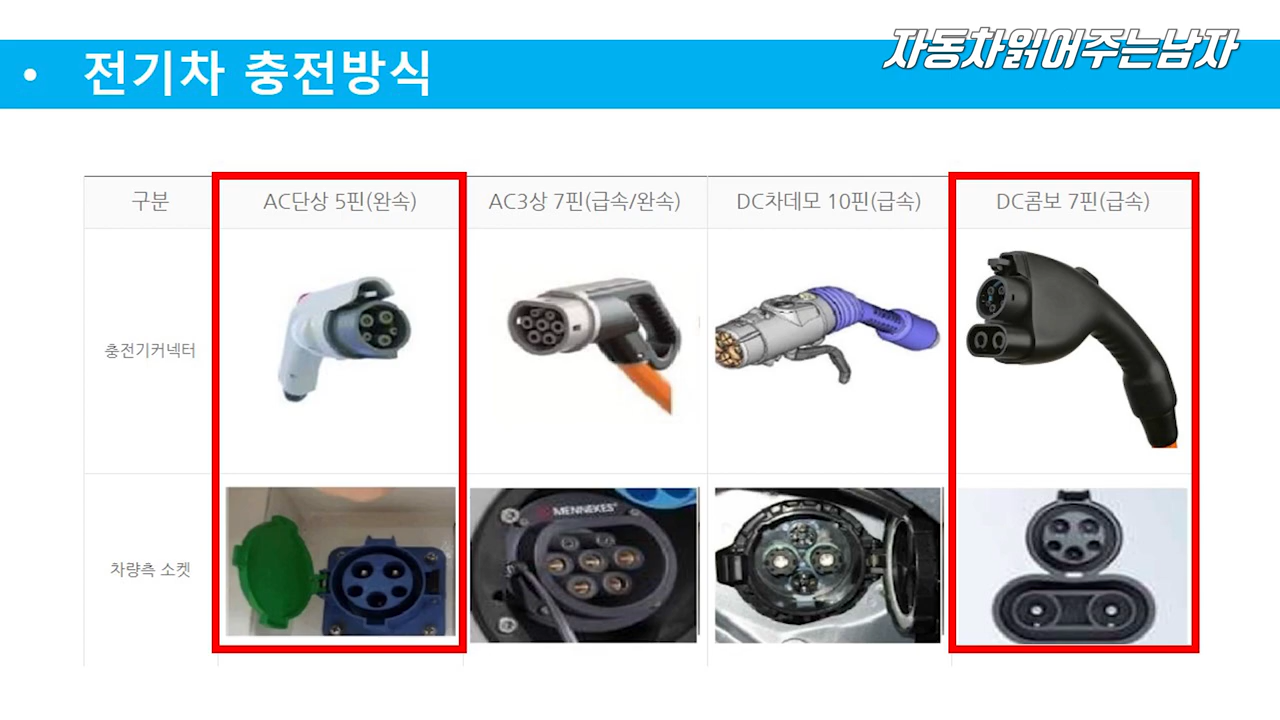 자동차읽어주는남자
• 전기차 충전방식
구분 AC단상 5핀(완속) AC3상 7핀(급속/완속) DC차데모 10핀(급속) DC콤보 7핀(급속)
충전기커넥터
차량측 소켓
MENNEKES